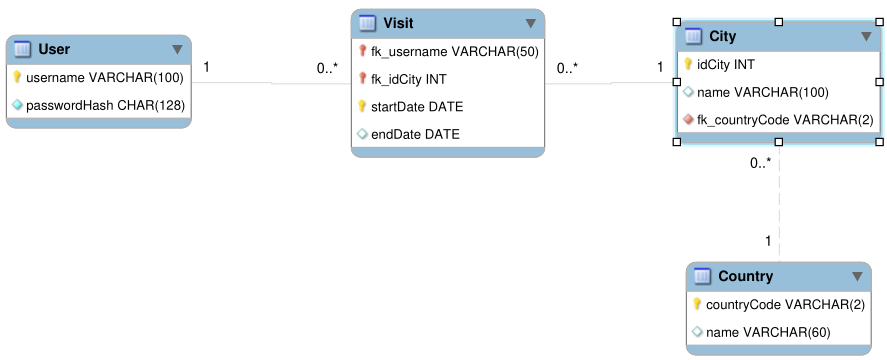 User
username VARCHAR(100)
passwordHash CHAR(128)
1
0..*
Visit
fk_username VARCHAR(50)
fk_idCity INT
startDate DATE
endDate DATE
0..*
1
City
idCity INT
name VARCHAR(100)
fk_countryCode VARCHAR(2)
0..*
1
Country
countryCode VARCHAR(2)
name VARCHAR(60)